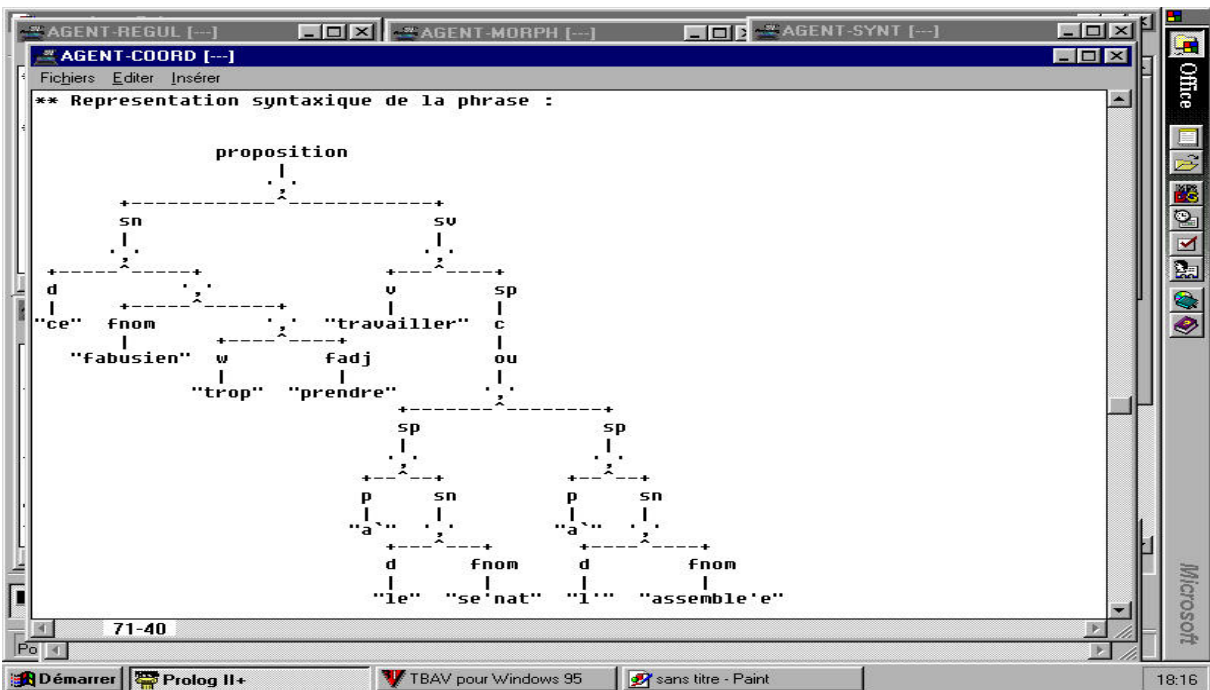 AGENT-REGUL [---]
AGENT-MORPH [---]
AGENT-SYNT [---]
AGENT-COORD [---]
Fichiers Editer Insérer
** Representation syntaxique de la phrase :
proposition
sn sv
d v sp
"ce" fnom "travailler" c
"fabusien" w fadj ou
"trop" "prendre"
sp sp
p sn p sn
"a`" "a`"
d fnom d fnom
"le" "se'nat" "l'" "assemble'e"
71-40
Po
Démarrer Prolog II+ TBAV pour Windows 95 sans titre - Paint 18:16
Office
Microsoft